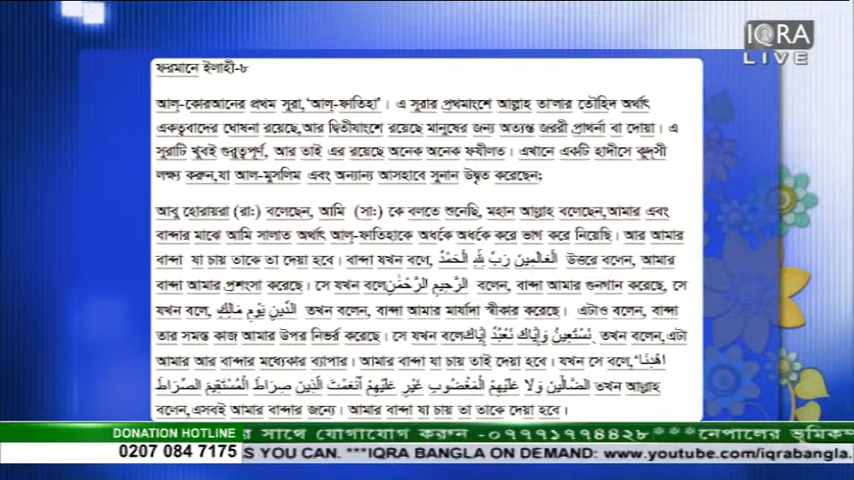 IQRA
LIVE
ফরমানে ইলাহী-৮
আল্-কোরআনের প্রথম সুরা,'আল্-ফাতিহা'। এ সুরার প্রথমাংশে আল্লাহ তা'লার তৌহিদ অর্থাৎ
একত্ববাদের ঘোষনা রয়েছে,আর দ্বিতীয়াংশে রয়েছে মানুষের জন্য অত্যন্ত জরুরী প্রাথর্না বা দোয়া। এ
সুরাটি খুবই গুরুত্বপূর্ণ, আর তাই এর রয়েছে অনেক অনেক ফযীলত। এখানে একটি হাদীসে কুদ্সী
লক্ষ্য করুন,যা আল-মুসলিম এবং অন্যান্য আসহাবে সুনান উদ্বৃত করেছেন;
আবু হোরায়রা (রাঃ) বলেছেন, আমি (সাঃ) কে বলতে শুনেছি, মহান আল্লাহ বলেছেন,আমার এবং
বান্দার মাঝে আমি সালাত অর্থাৎ আল্-ফাতিহাকে অর্ধকে অর্ধকে করে ভাগ করে নিয়েছি। আর আমার
বান্দা যা চায় তাকে তা দেয়া হবে। বান্দা যখন বলে, الْعَالَمِين رَبِّ لِلَّهِ الْحَمْدُ উত্তরে বলেন, আমার
বান্দা আমার প্রশংসা করেছে। সে যখন বলে الرَّحِيمِ الرَّحْمَٰنِ বলেন, বান্দা আমার গুনগান করেছে, সে
যখন বলে, الدِّينِ يَوْمِ مَالِكِ তখন বলেন, বান্দা আমার মার্যাদা স্বীকার করেছে। এটাও বলেন, বান্দা
তার সমস্ত কাজ আমার উপর নির্ভর করেছে। সে যখন বলে نَسْتَعِينُ وَإِيَّاكَ نَعْبُدُ إِيَّاكَ তখন বলেন,এটা
আমার আর বান্দার মধ্যেকার ব্যাপার। আমার বান্দা যা চায় তাই দেয়া হবে। যখন সে বলে,' اهْدِنَا
الضَّالِّينَ وَلَا عَلَيْهِمْ الْمَغْضُوبِ غَيْرِ عَلَيْهِمْ أَنْعَمْتَ الَّذِينَ صِرَاطَ الْمُسْتَقِيمَ الصِّرَاطَ তখন আল্লাহ
বলেন,এসবই আমার বান্দার জন্যে। আমার বান্দা যা চায় তা তাকে দেয়া হবে।
DONATION HOTLINE
র সাথে যোগাযোগ করুন -০৭৭৭১৭৭৪৪২৮***নেপালের ভূমিকম্প
0207 084 7175
S YOU CAN. ***IQRA BANGLA ON DEMAND: www.youtube.com/iqrabangla.